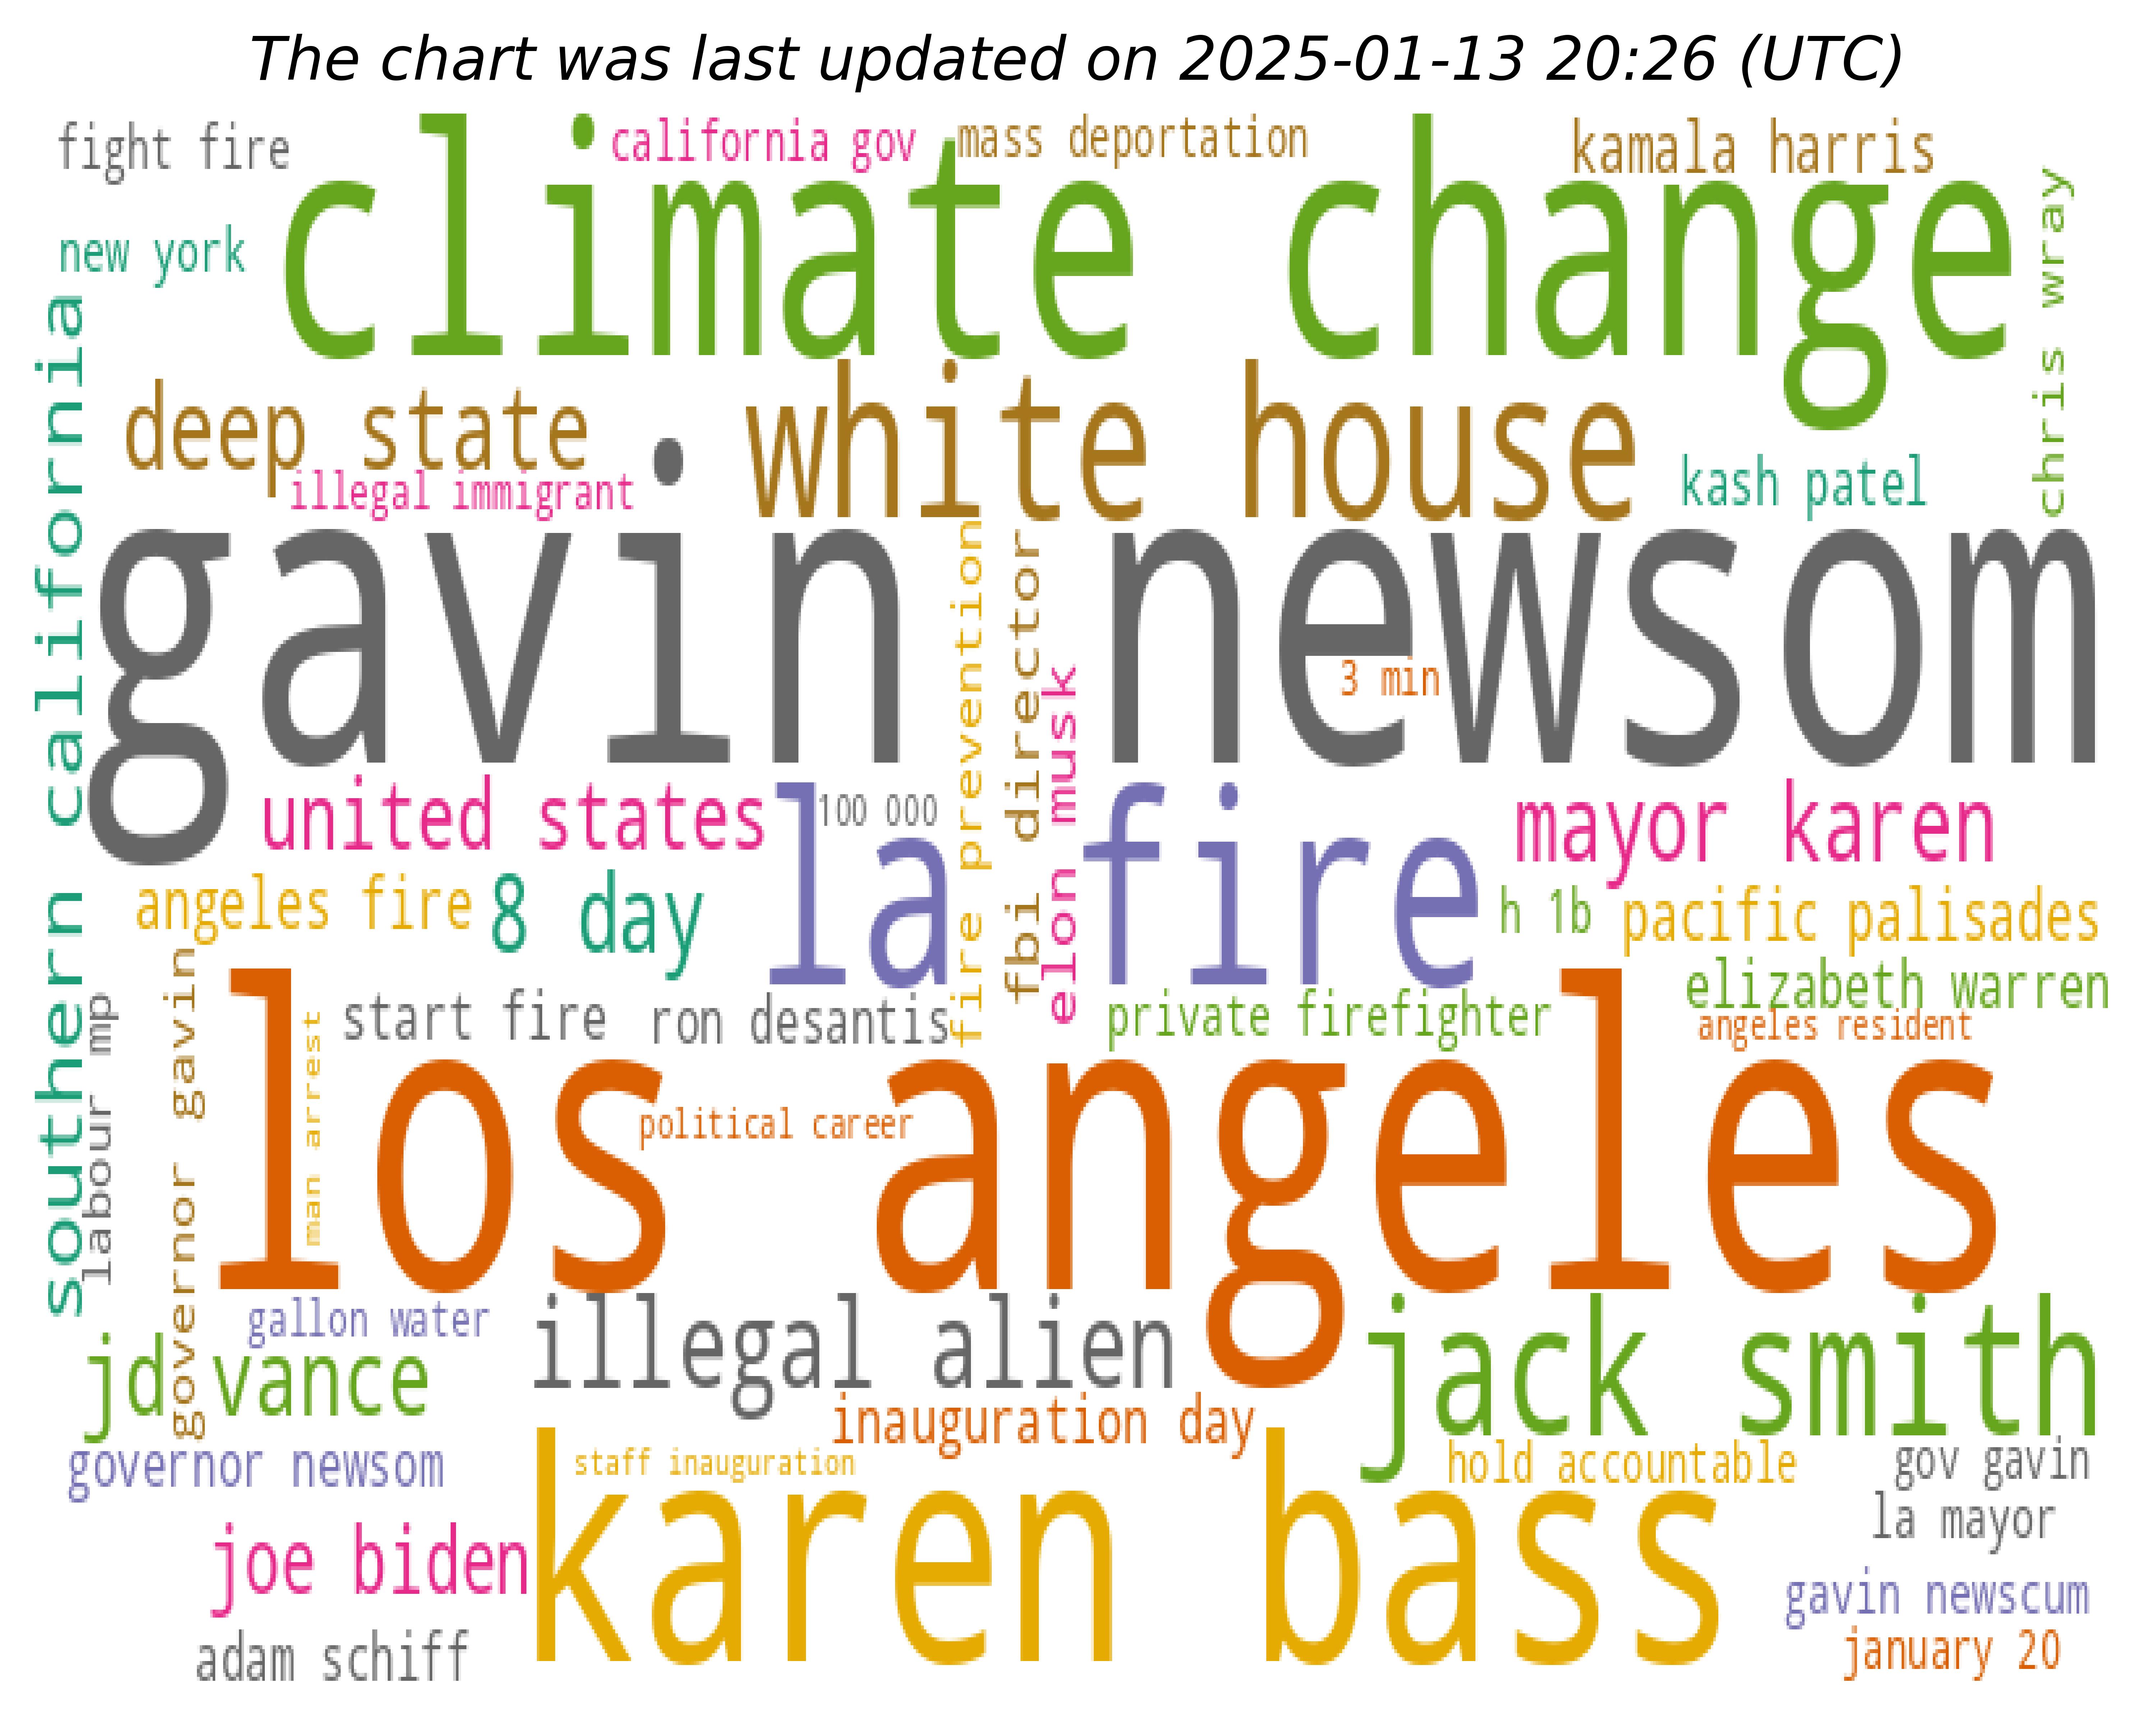 The chart was last updated on 2025-01-13 20:26 (UTC)
fight fire
california gov
mass deportation
kamala harris
climate change
new york
chris wray
southern california
deep state
white house
illegal immigrant
kash patel
gavin newsom
fire prevention
fbi director
elon musk
3 min
united states
100 000
la fire
mayor karen
angeles fire
8 day
h 1b
pacific palisades
elizabeth warren
governor gavin
labour mp
man arrest
start fire
ron desantis
private firefighter
angeles resident
los angeles
political career
gallon water
illegal alien
jack smith
jd vance
inauguration day
governor newsom
staff inauguration
hold accountable
gov gavin
karen bass
la mayor
joe biden
gavin newscum
adam schiff
january 20